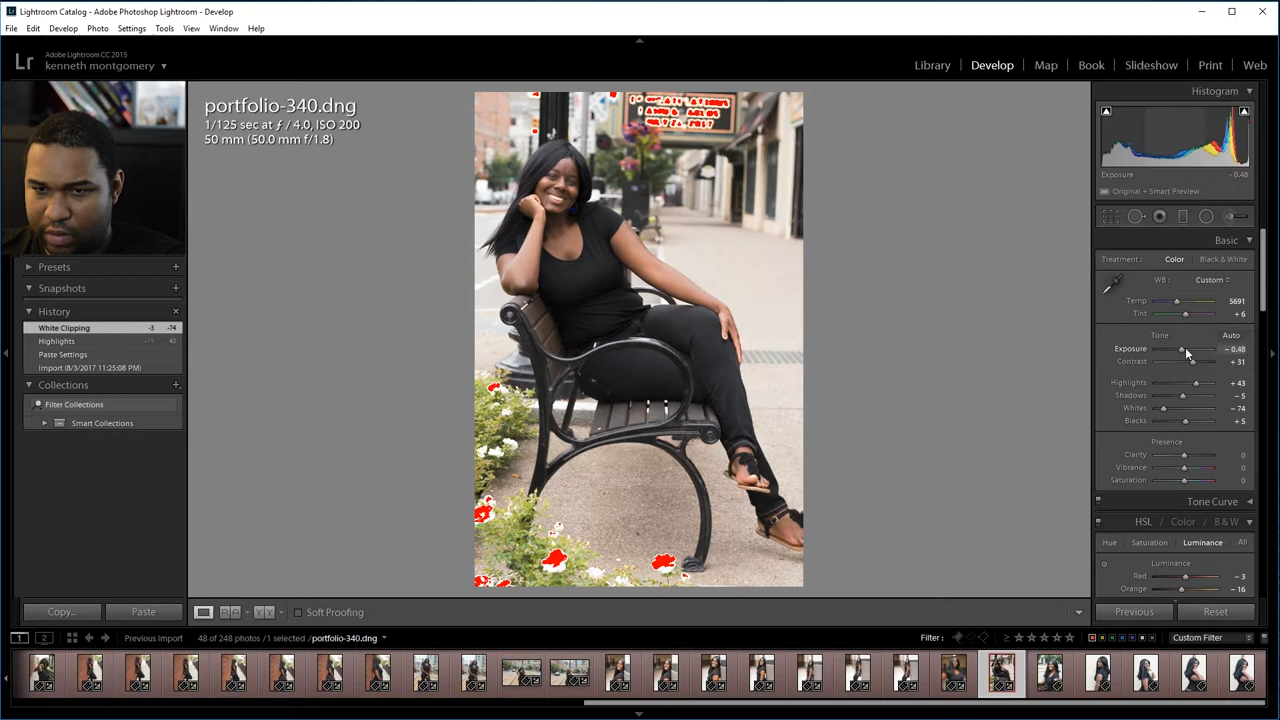 Lightroom Catalog - Adobe Photoshop Lightroom - Develop
File Edit Develop Photo Settings Tools View Window Help
Lr
Adobe Lightroom CC 2015
kenneth montgomery
Library Develop Map Book Slideshow Print Web
portfolio-340.dng
1/125 sec at ƒ / 4.0, ISO 200
50 mm (50.0 mm f/1.8)
Presets
Snapshots
History
White Clipping -3 -74
Highlights 43
Paste Settings
Import (8/3/2017 11:25:08 PM)
Collections
Filter Collections
Smart Collections
Copy... Paste
Histogram
Exposure - 0.48
Original + Smart Preview
Basic
Treatment : Color Black & White
WB : Custom
Temp 5691
Tint + 6
Tone Auto
Exposure - 0.48
Contrast + 31
Highlights + 43
Shadows - 5
Whites - 74
Blacks + 5
Presence
Clarity 0
Vibrance 0
Saturation 0
Tone Curve
HSL / Color / B & W
Hue Saturation Luminance All
Luminance
Red - 3
Orange - 16
Previous Reset
Soft Proofing
1 2 Previous Import 48 of 248 photos / 1 selected / portfolio-340.dng Filter : Custom Filter